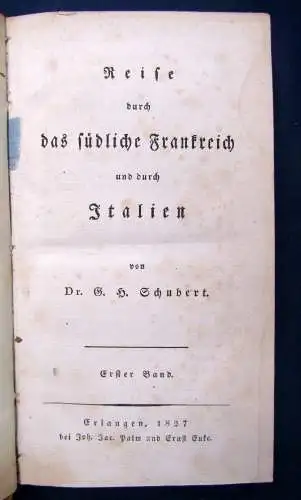 Reise
durch
das südliche Frankreich
und durch
Italien
von
Dr. G. H. Schubert.
Erster Band.
Erlangen, 1827
bei Joh. Jac. Palm und Ernst Enke.